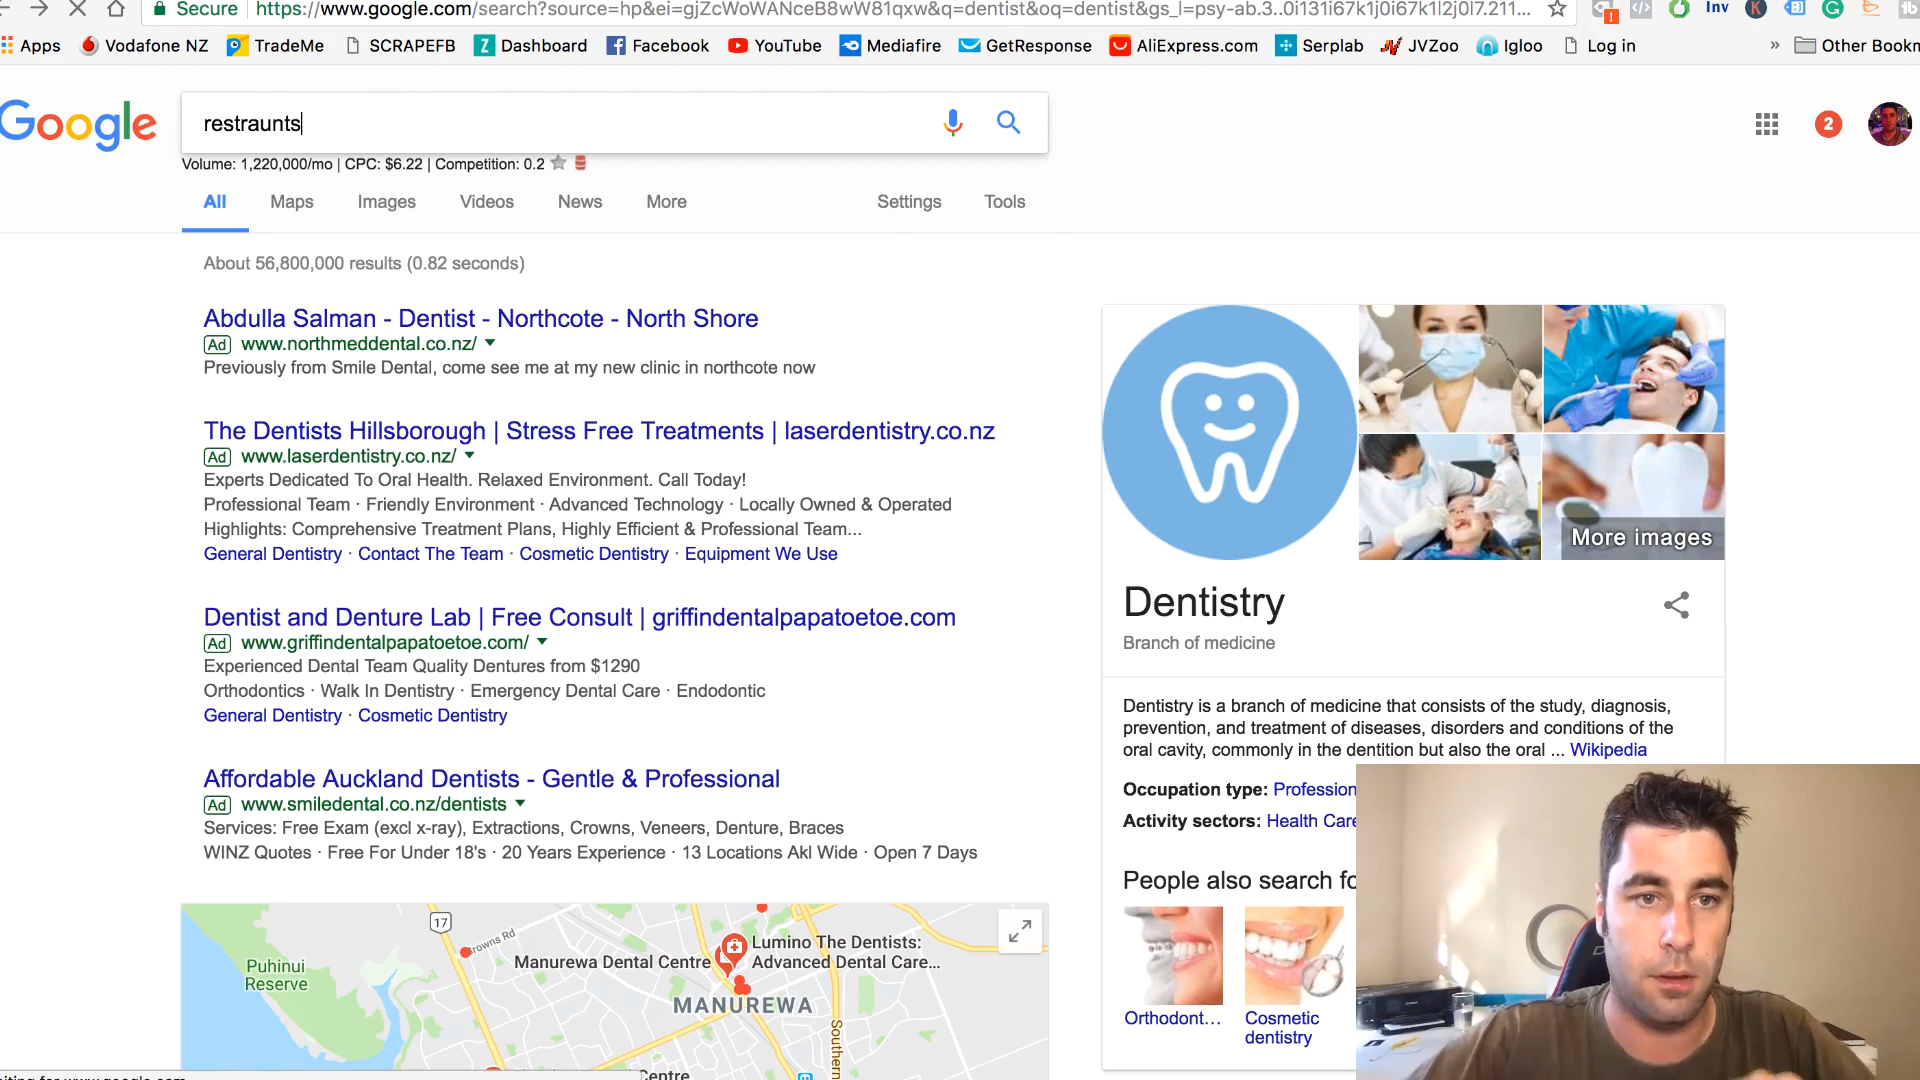 Secure https://www.google.com/search?source=hp&ei=gjZcWoWANceB8wW81qxw&q=dentist&oq=dentist&gs_l=psy-ab.3..0i131i67k1j0i67k1l2j0l7.211...
Inv
K
Apps Vodafone NZ TradeMe SCRAPEFB Dashboard Facebook YouTube Mediafire GetResponse AliExpress.com Serplab JVZoo Igloo Log in » Other Bookm
Google
restraunts
2
Volume: 1,220,000/mo | CPC: $6.22 | Competition: 0.2
All Maps Images Videos News More Settings Tools
About 56,800,000 results (0.82 seconds)
Abdulla Salman - Dentist - Northcote - North Shore
Ad www.northmeddental.co.nz/
Previously from Smile Dental, come see me at my new clinic in northcote now
The Dentists Hillsborough | Stress Free Treatments | laserdentistry.co.nz
Ad www.laserdentistry.co.nz/
Experts Dedicated To Oral Health. Relaxed Environment. Call Today!
Professional Team · Friendly Environment · Advanced Technology · Locally Owned & Operated
Highlights: Comprehensive Treatment Plans, Highly Efficient & Professional Team...
General Dentistry · Contact The Team · Cosmetic Dentistry · Equipment We Use
Dentist and Denture Lab | Free Consult | griffindentalpapatoetoe.com
Ad www.griffindentalpapatoetoe.com/
Experienced Dental Team Quality Dentures from $1290
Orthodontics · Walk In Dentistry · Emergency Dental Care · Endodontic
General Dentistry · Cosmetic Dentistry
Affordable Auckland Dentists - Gentle & Professional
Ad www.smiledental.co.nz/dentists
Services: Free Exam (excl x-ray), Extractions, Crowns, Veneers, Denture, Braces
WINZ Quotes · Free For Under 18's · 20 Years Experience · 13 Locations Akl Wide · Open 7 Days
17
rowns Rd
Puhinui
Reserve
Manurewa Dental Centre
Lumino The Dentists:
Advanced Dental Care...
MANUREWA
Southern
Centre
More images
Dentistry
Branch of medicine
Dentistry is a branch of medicine that consists of the study, diagnosis,
prevention, and treatment of diseases, disorders and conditions of the
oral cavity, commonly in the dentition but also the oral ... Wikipedia
Occupation type: Profession
Activity sectors: Health Care
People also search fo
Orthodont...
Cosmetic
dentistry